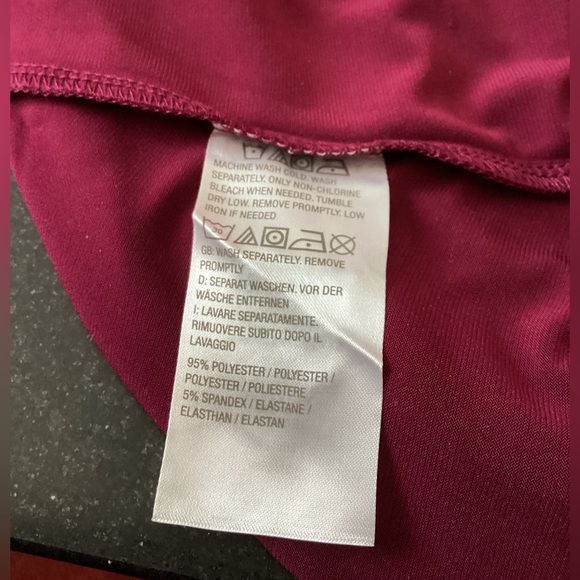 MACHINE WASH COLD. WASH
SEPARATELY. ONLY NON-CHLORINE
BLEACH WHEN NEEDED. TUMBLE
DRY LOW. REMOVE PROMPTLY. LOW
IRON IF NEEDED
30
GB: WASH SEPARATELY. REMOVE
PROMPTLY
D: SEPARAT WASCHEN. VOR DER
WÄSCHE ENTFERNEN
I: LAVARE SEPARATAMENTE.
RIMUOVERE SUBITO DOPO IL
LAVAGGIO
95% POLYESTER / POLYESTER /
POLYESTER / POLIESTERE
5% SPANDEX / ELASTANE /
ELASTHAN / ELASTAN